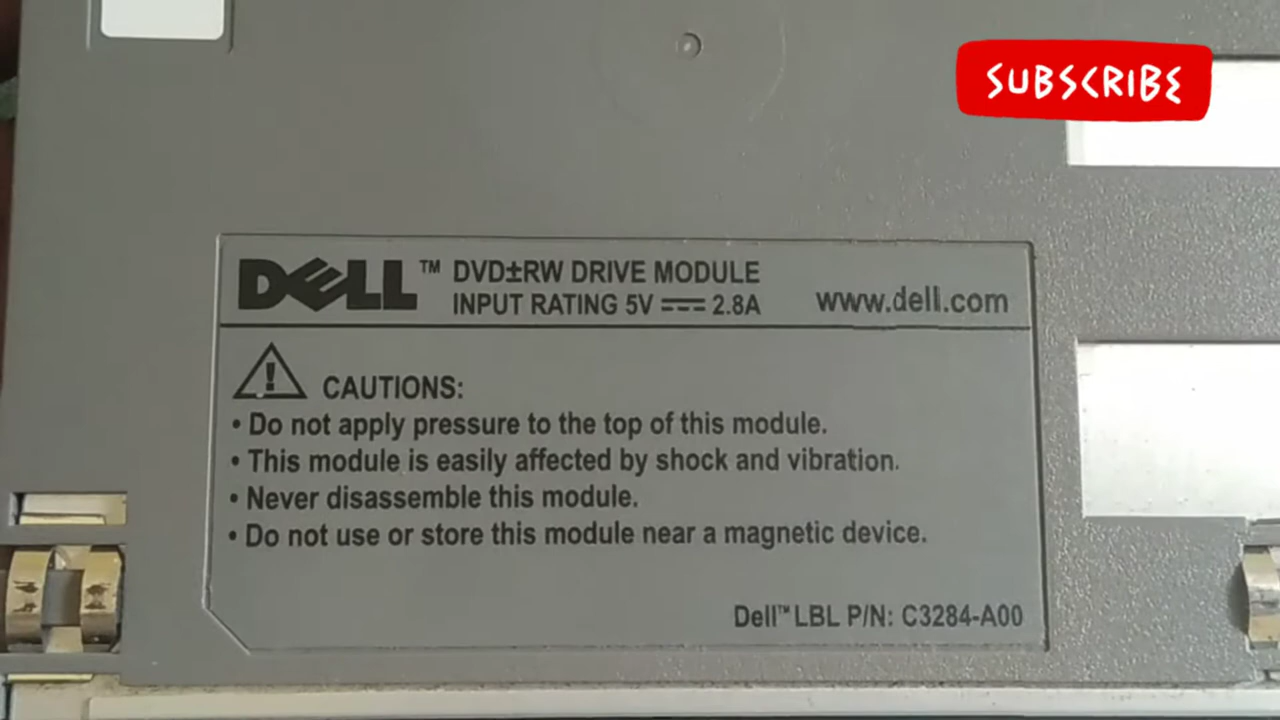 SUBSCRIBE
DELL™ DVD±RW DRIVE MODULE
INPUT RATING 5V ⎓ 2.8A www.dell.com
CAUTIONS:
• Do not apply pressure to the top of this module.
• This module is easily affected by shock and vibration.
• Never disassemble this module.
• Do not use or store this module near a magnetic device.
Dell™ LBL P/N: C3284-A00